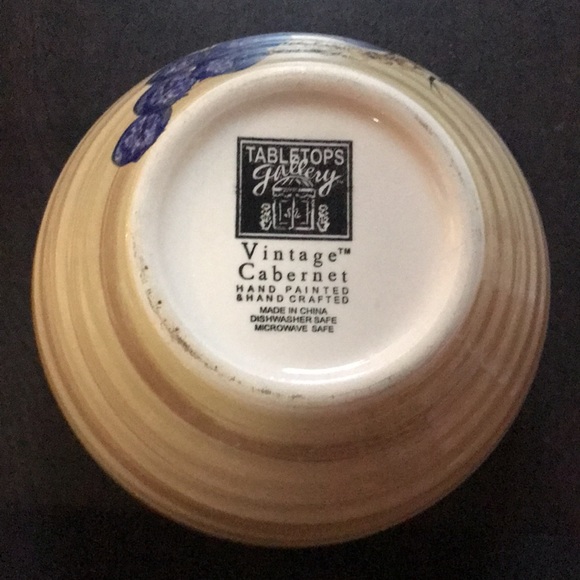 TABLETOPS
gallery
Vintage™
Cabernet
HAND PAINTED
& HAND CRAFTED
MADE IN CHINA
DISHWASHER SAFE
MICROWAVE SAFE